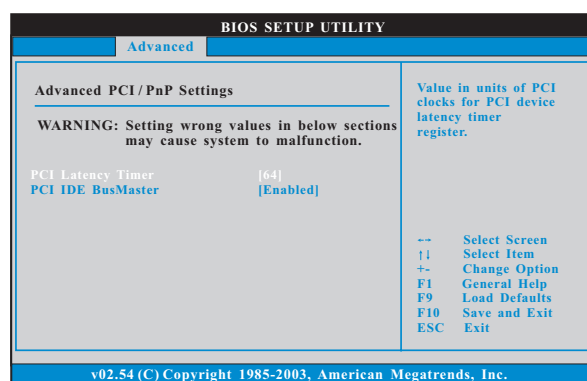 BIOS SETUP UTILITY
Advanced
Advanced PCI/PnP Settings
WARNING: Setting wrong values in below sections
may cause system to malfunction.
PCI Latency Timer [64]
PCI IDE BusMaster [Enabled]
Value in units of PCI
clocks for PCI device
latency timer
register.
←→ Select Screen
↑↓ Select Item
+- Change Option
F1 General Help
F9 Load Defaults
F10 Save and Exit
ESC Exit
v02.54 (C) Copyright 1985-2003, American Megatrends, Inc.